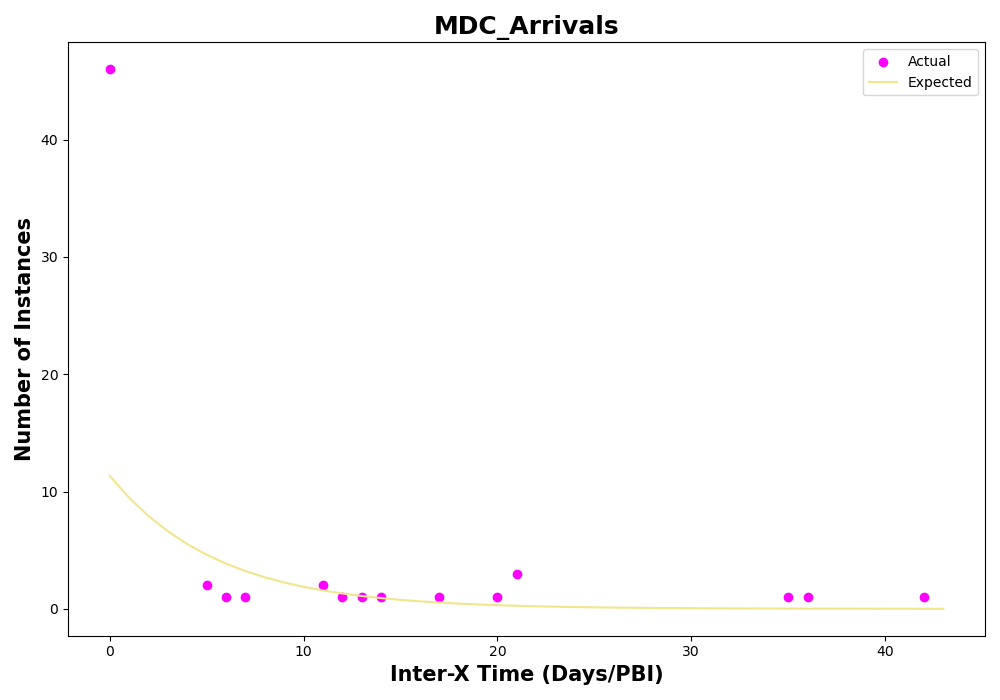 MDC_Arrivals
Actual
Expected
Number of Instances
40
30
20
10
0
0 10 20 30 40
Inter-X Time (Days/PBI)